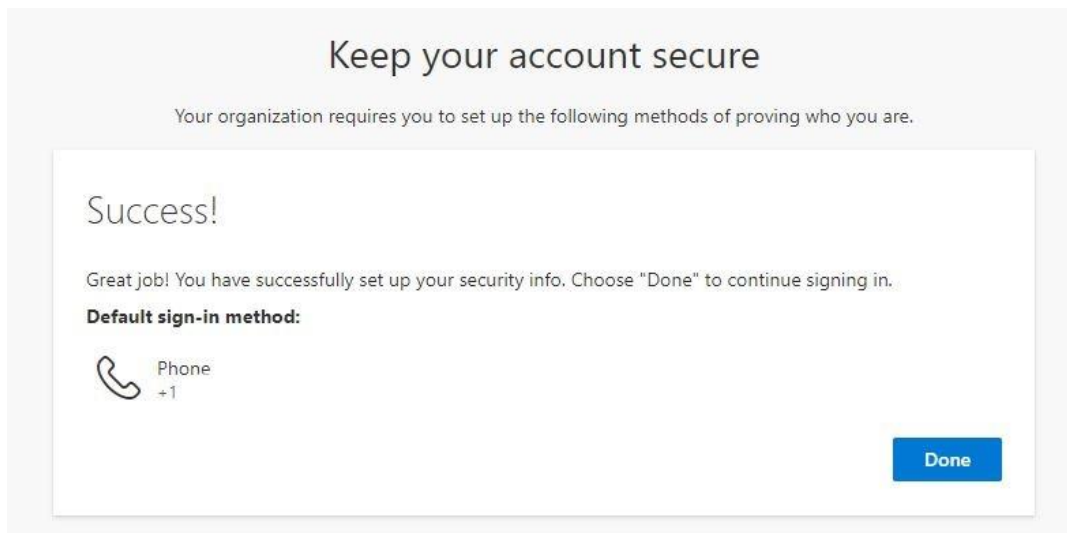 Keep your account secure
Your organization requires you to set up the following methods of proving who you are.
Success!
Great job! You have successfully set up your security info. Choose "Done" to continue signing in.
Default sign-in method:
Phone
+1
Done